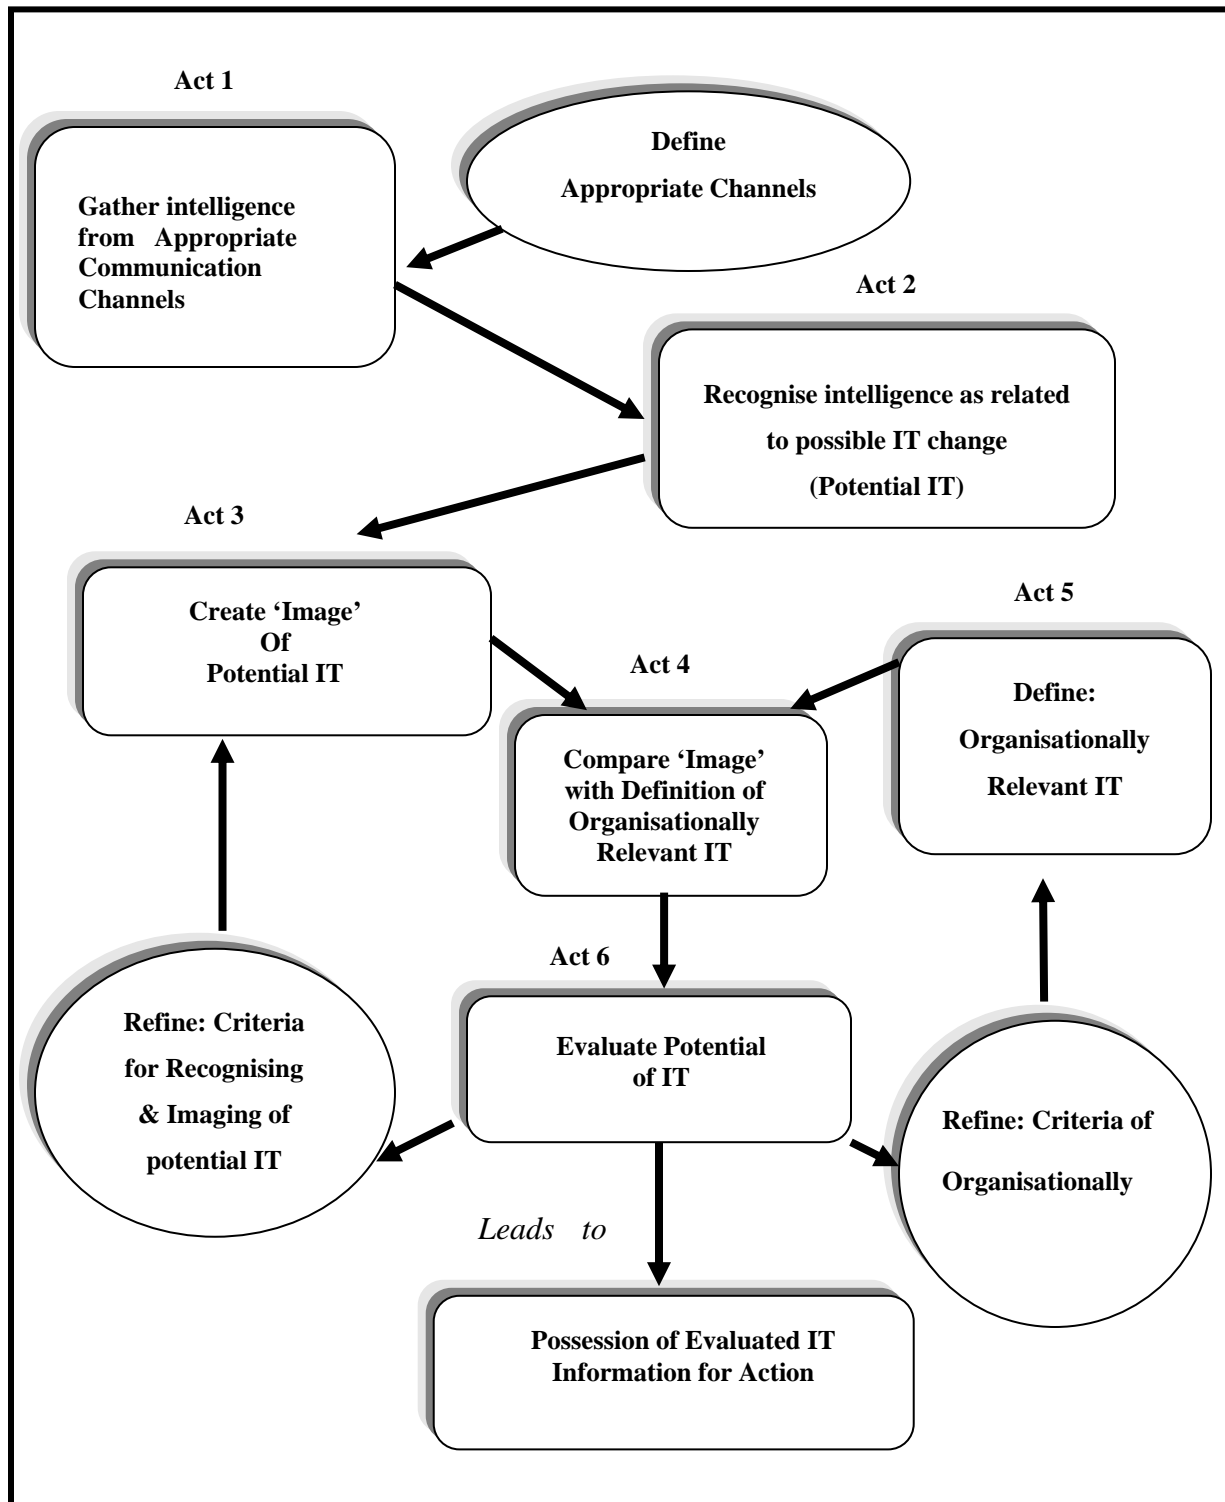 Act 1
Define
Appropriate Channels
Gather intelligence
from Appropriate
Communication
Channels
Act 2
Recognise intelligence as related
to possible IT change
(Potential IT)
Act 3
Create ‘Image’
Of
Potential IT
Act 5
Define:
Organisationally
Relevant IT
Act 4
Compare ‘Image’
with Definition of
Organisationally
Relevant IT
Act 6
Evaluate Potential
of IT
Refine: Criteria
for Recognising
& Imaging of
potential IT
Refine: Criteria of
Organisationally
Leads to
Possession of Evaluated IT
Information for Action